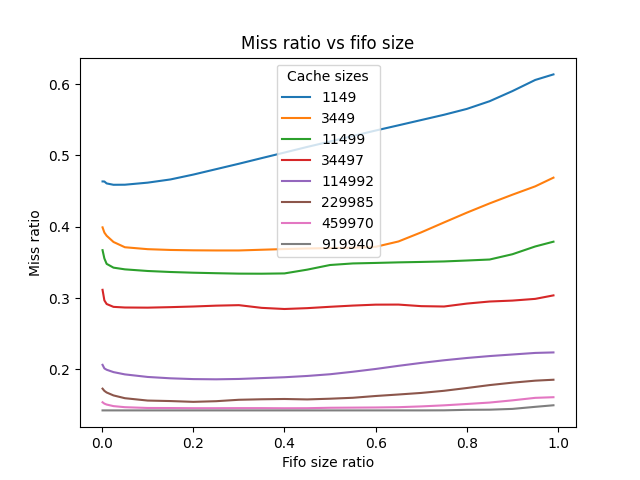 Miss ratio vs fifo size
Cache sizes
1149
3449
11499
34497
114992
229985
459970
919940
Miss ratio
0.6
0.5
0.4
0.3
0.2
0.0 0.2 0.4 0.6 0.8 1.0
Fifo size ratio